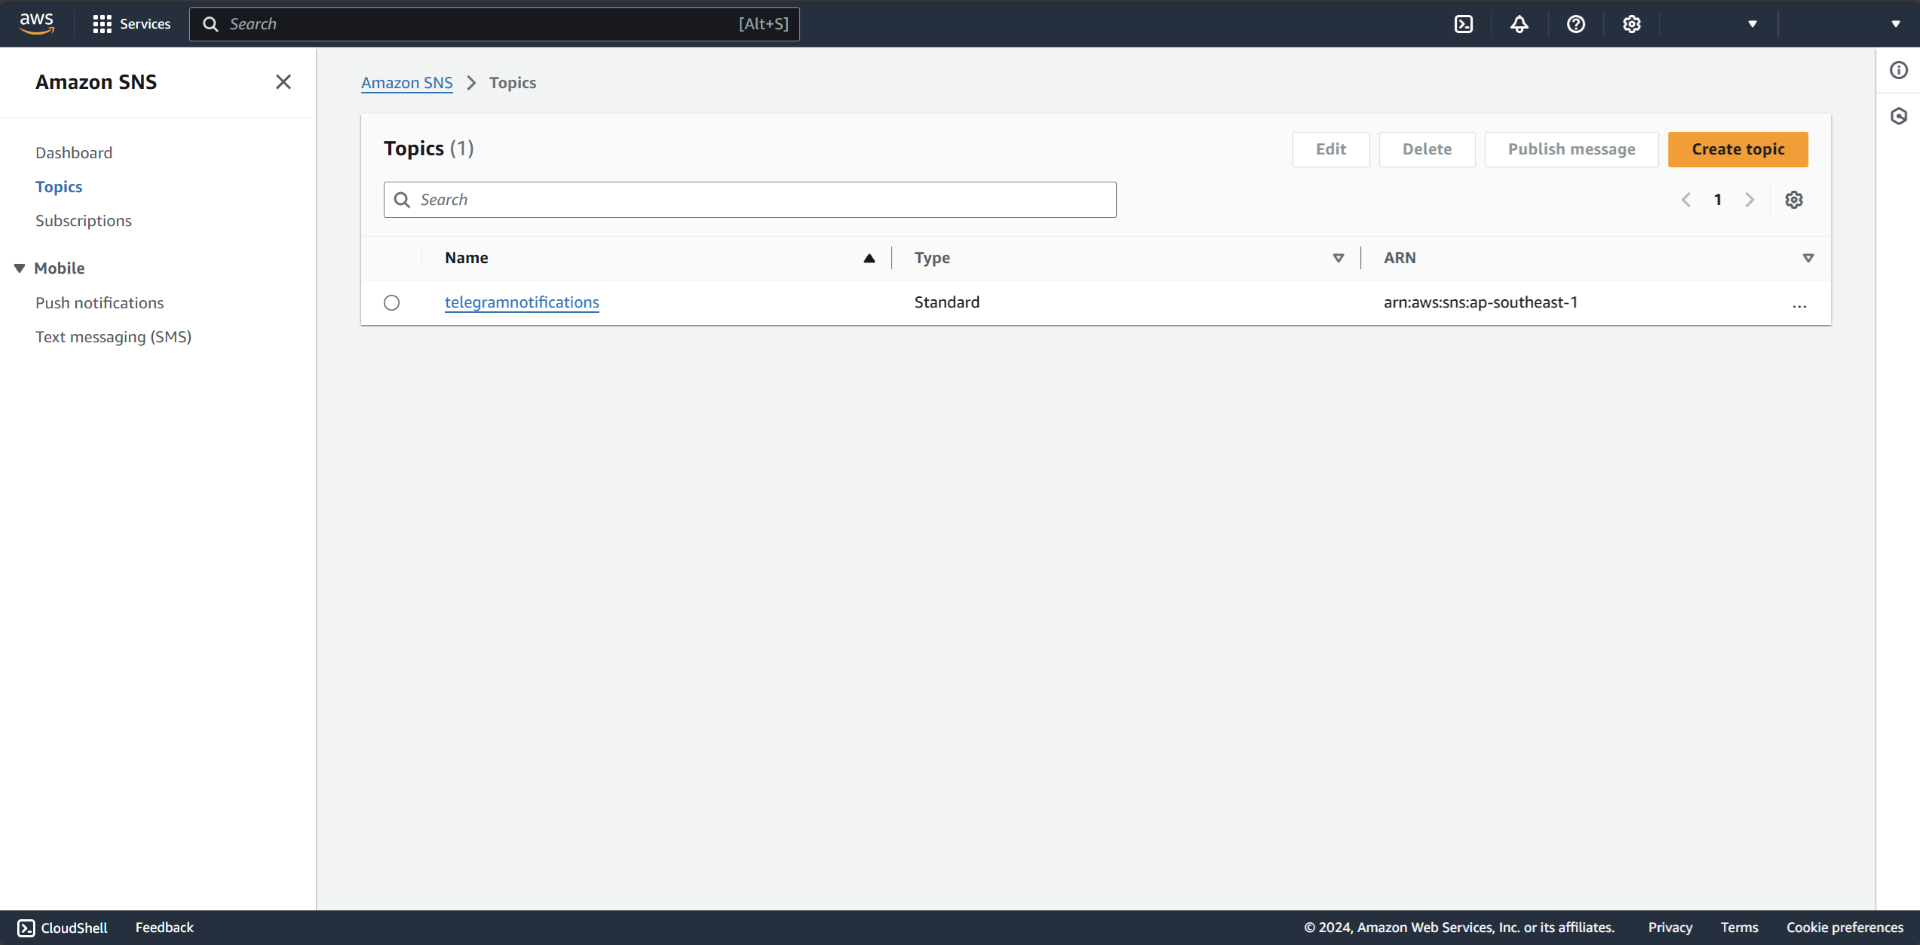 aws Services Search [Alt+S]
Amazon SNS
Dashboard
Topics
Subscriptions
Mobile
Push notifications
Text messaging (SMS)
Amazon SNS > Topics
Topics (1) Edit Delete Publish message Create topic
Search 1
Name Type ARN
telegramnotifications Standard arn:aws:sns:ap-southeast-1 ...
CloudShell Feedback © 2024, Amazon Web Services, Inc. or its affiliates. Privacy Terms Cookie preferences